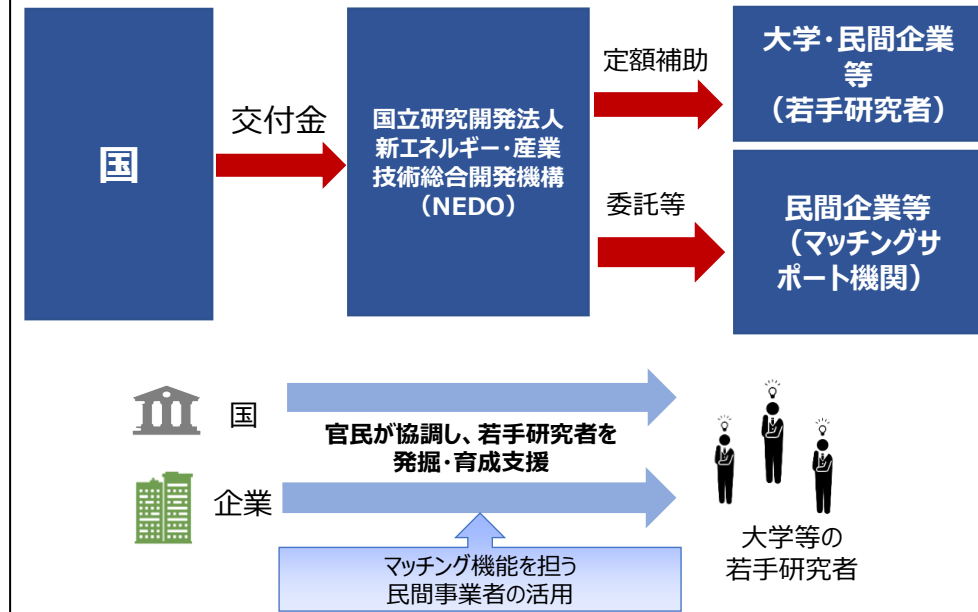 国
交付金
国立研究開発法人
新エネルギー・産業
技術総合開発機構
（NEDO）
定額補助
大学・民間企業
等
（若手研究者）
委託等
民間企業等
（マッチングサ
ポート機関）
国
官民が協調し、若手研究者を
発掘・育成支援
企業
マッチング機能を担う
民間事業者の活用
大学等の
若手研究者